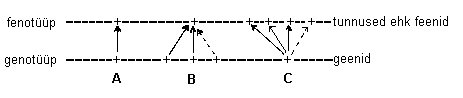 fenotüüp tunnused ehk feenid
genotüüp geenid
A B C